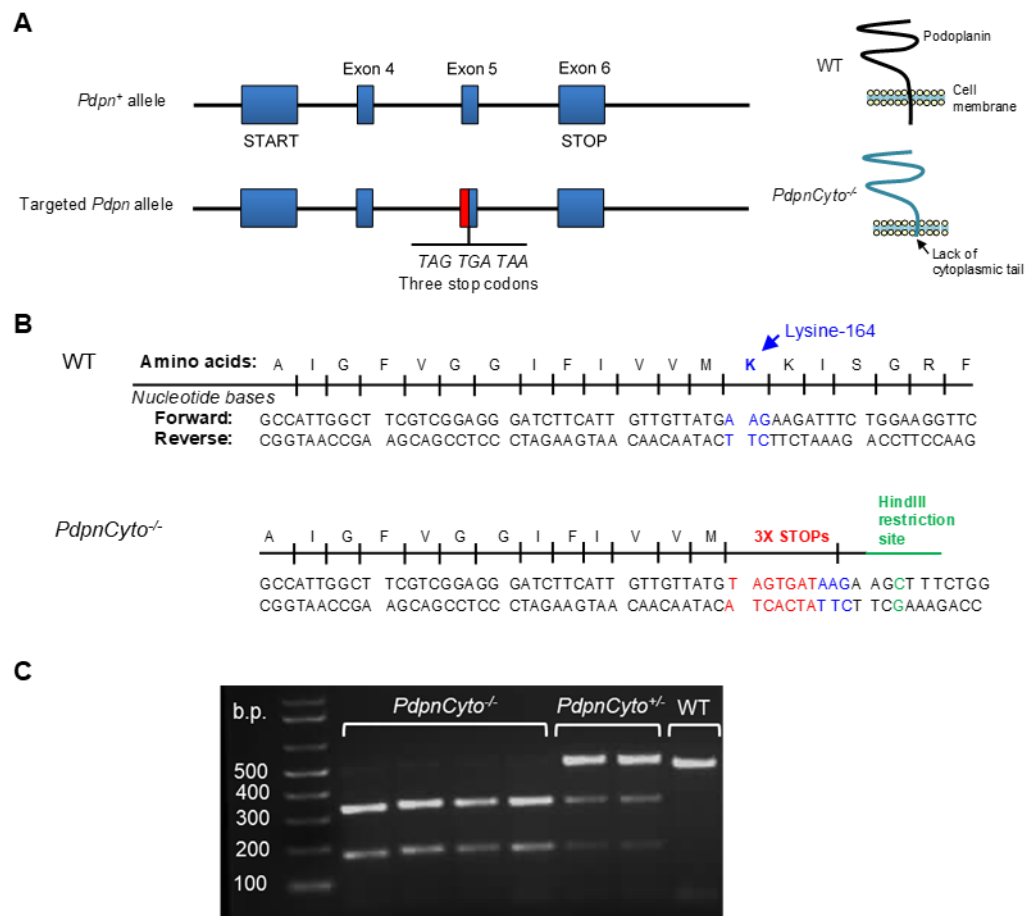 A
Exon 4 Exon 5 Exon 6
Pdpn+ allele
START STOP
Targeted Pdpn allele
TAG TGA TAA
Three stop codons
Podoplanin
WT
Cell
membrane
PdpnCyto-/-
Lack of
cytoplasmic tail
B
Lysine-164
WT Amino acids: A I G F V G G I F I V V M K K I S G R F
Nucleotide bases
Forward: GCCATTGGCT TCGTCGGAGG GATCTTCATT GTTGTTATGA AGAAGATTTC TGGAAGGTTC
Reverse: CGGTAACCGA AGCAGCCTCC CTAGAAGTAA CAACAATACT TCTTCTAAAG ACCTTCCAAG
HindIII
restriction
site
PdpnCyto-/- A I G F V G G I F I V V M 3X STOPs
GCCATTGGCT TCGTCGGAGG GATCTTCATT GTTGTTATGT AGTGATAAGA AGCTTTCTGG
CGGTAACCGA AGCAGCCTCC CTAGAAGTAA CAACAATACA TCACTATTCT TCGAAAGACC
C
b.p. PdpnCyto-/- PdpnCyto+/- WT
500
400
300
200
100